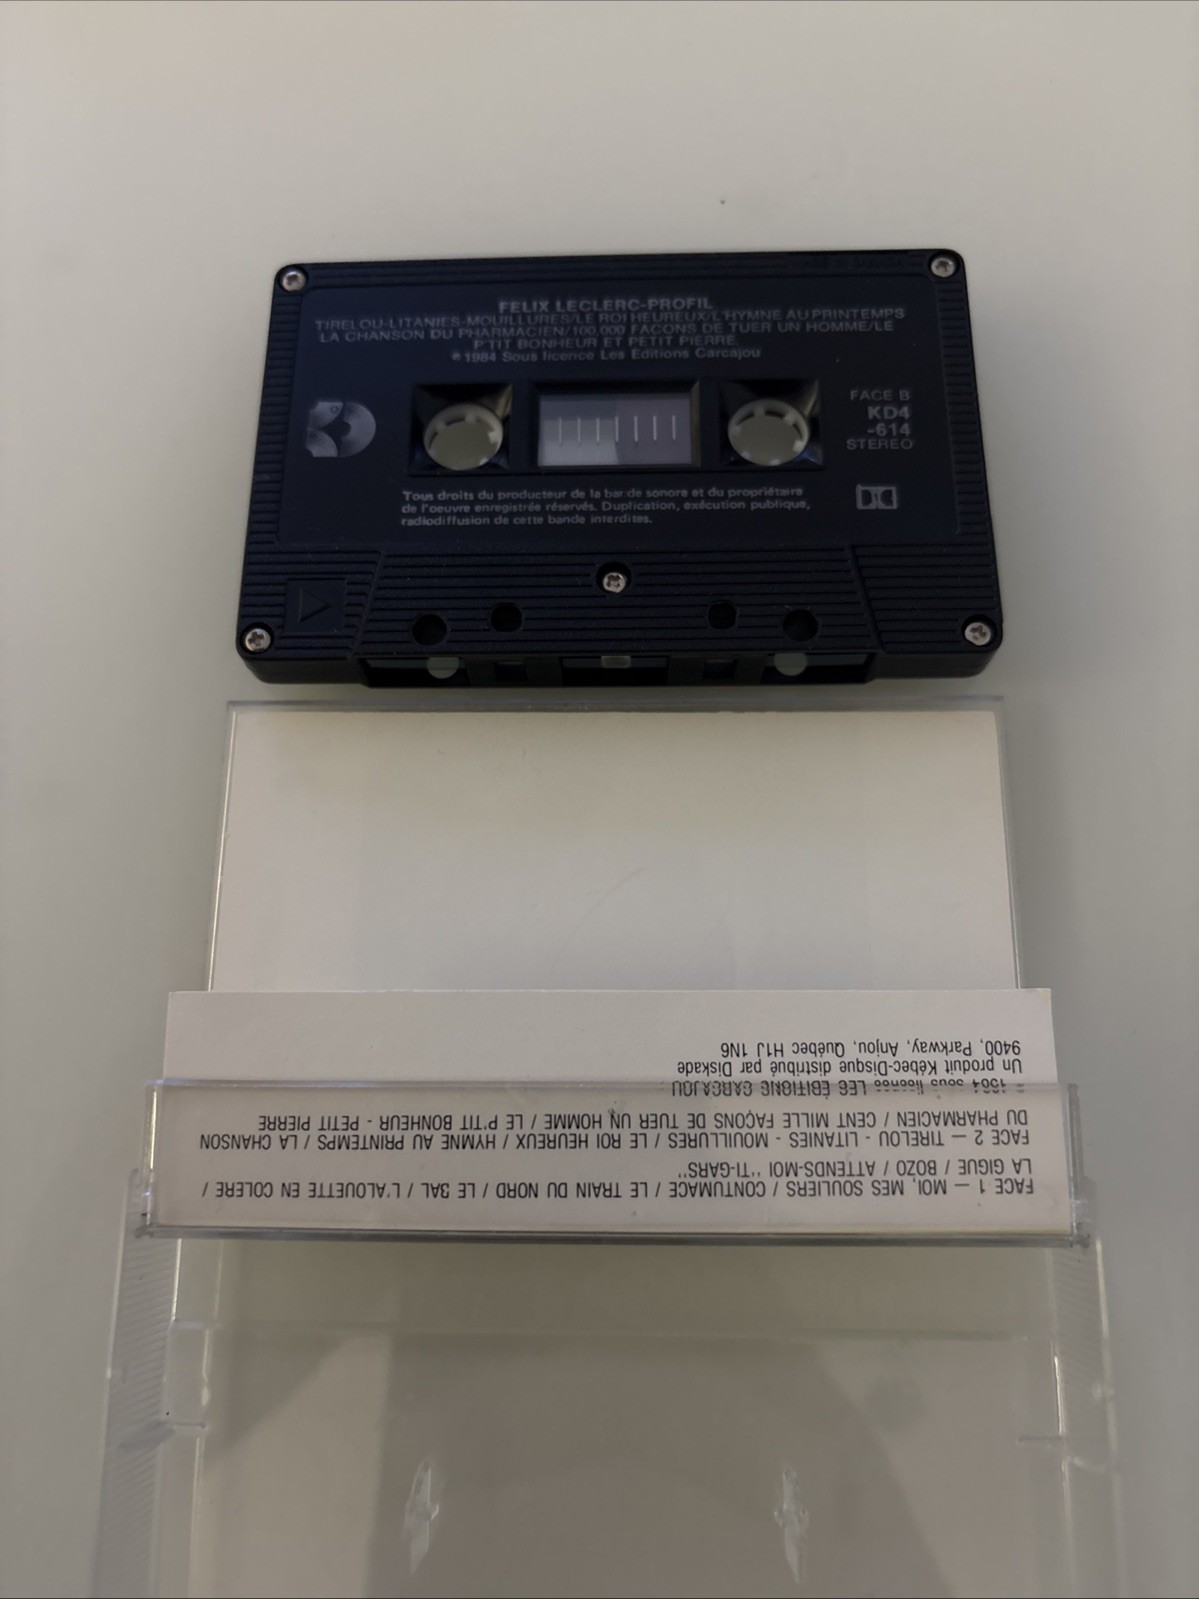 FELIX LECLERC-PROFIL
TIRELOU-LITANIES-MOUILLURES/LE ROI HEUREUX/L'HYMNE AU PRINTEMPS
LA CHANSON DU PHARMACIEN/100,000 FACONS DE TUER UN HOMME/LE
P'TIT BONHEUR ET PETIT PIERRE.
℗1984 Sous licence Les Editions Carcajou
FACE B
KD4
-614
STEREO
Tous droits du producteur de la bande sonore et du propriétaire
de l'oeuvre enregistrée réservés. Duplication, exécution publique,
radiodiffusion de cette bande interdites.
FACE 1 — MOI, MES SOULIERS / CONTUMACE / LE TRAIN DU NORD / LE BAL / L'ALOUETTE EN COLERE /
LA GIGUE / BOZO / ATTENDS-MOI "TI-GARS".
FACE 2 — TIRELOU - LITANIES - MOUILLURES / LE ROI HEUREUX / HYMNE AU PRINTEMPS / LA CHANSON
DU PHARMACIEN / CENT MILLE FAÇONS DE TUER UN HOMME / LE P'TIT BONHEUR - PETIT PIERRE
1984 sous licence LES ÉDITIONS CARCAJOU
Un produit Kébec-Disque distribué par Diskade
9400, Parkway, Anjou, Québec H1J 1N6